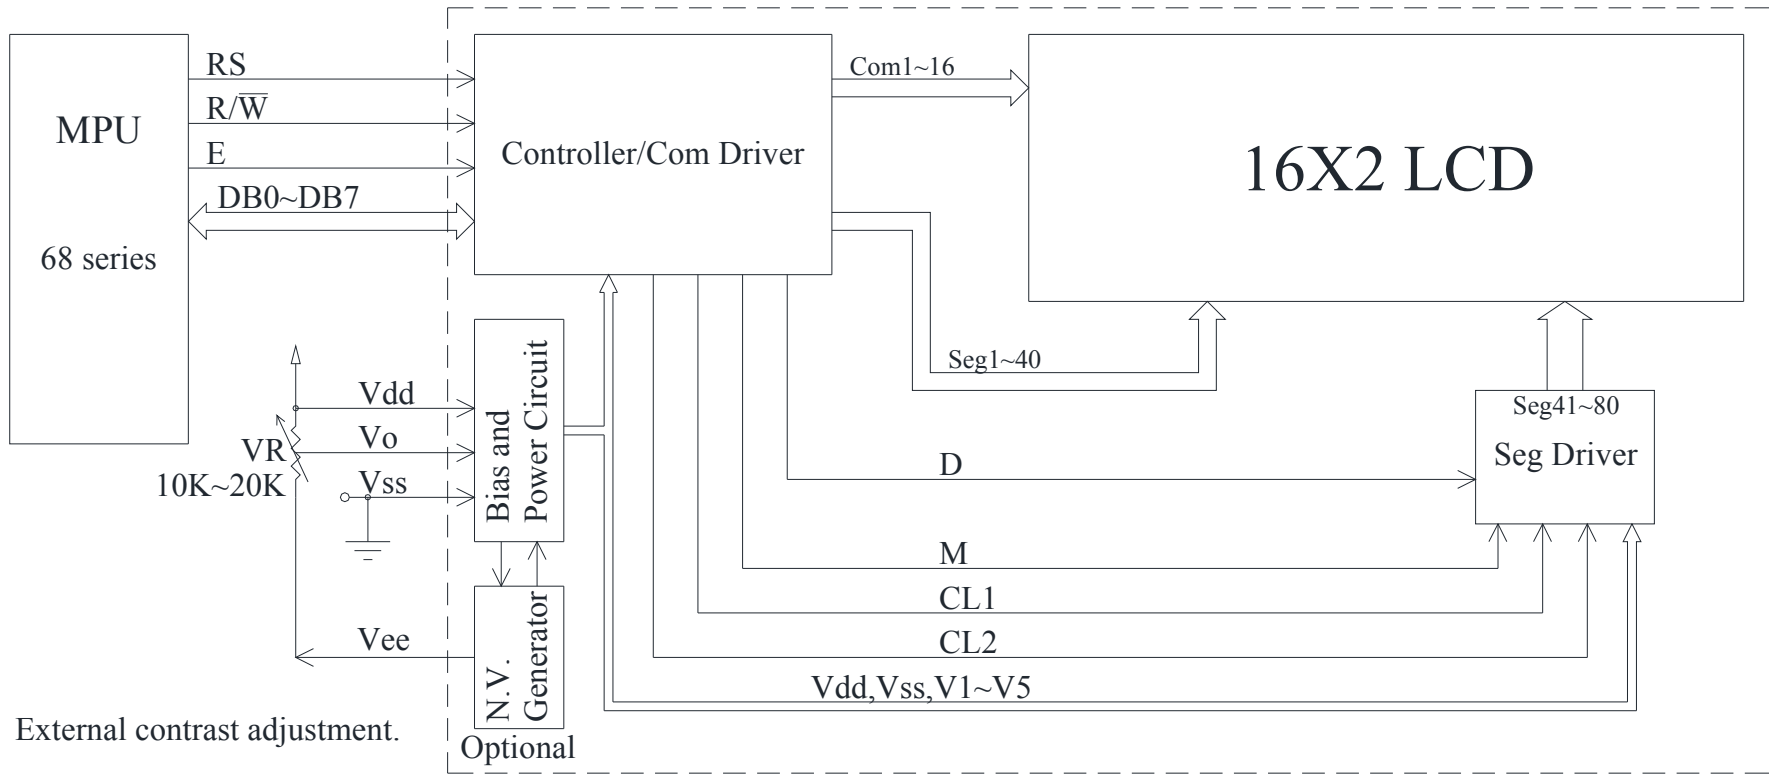 MPU
68 series
RS
R/W̅
E
DB0~DB7
Controller/Com Driver
Com1~16
16X2 LCD
Seg1~40
Seg41~80
Seg Driver
Vdd
Vo
VR
10K~20K
Vss
Bias and
Power Circuit
D
M
CL1
CL2
Vee
N.V.
Generator
Vdd,Vss,V1~V5
External contrast adjustment.
Optional